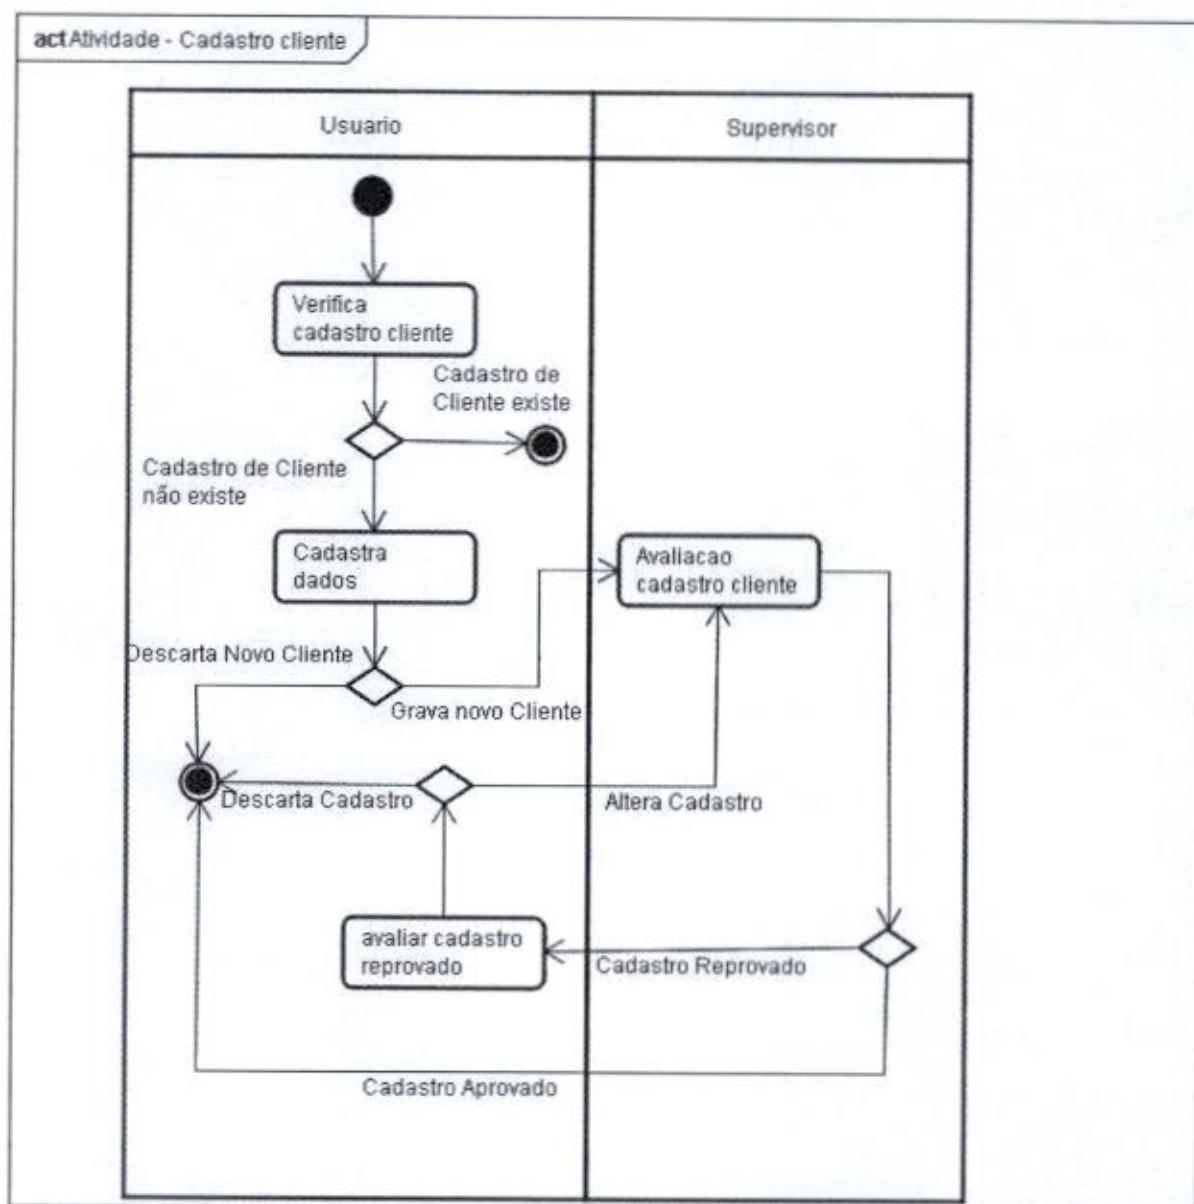 act Atividade - Cadastro cliente
Usuario
Supervisor
Verifica
cadastro cliente
Cadastro de
Cliente existe
Cadastro de Cliente
não existe
Cadastra
dados
Avaliacao
cadastro cliente
Descarta Novo Cliente
Grava novo Cliente
Descarta Cadastro
Altera Cadastro
avaliar cadastro
reprovado
Cadastro Reprovado
Cadastro Aprovado